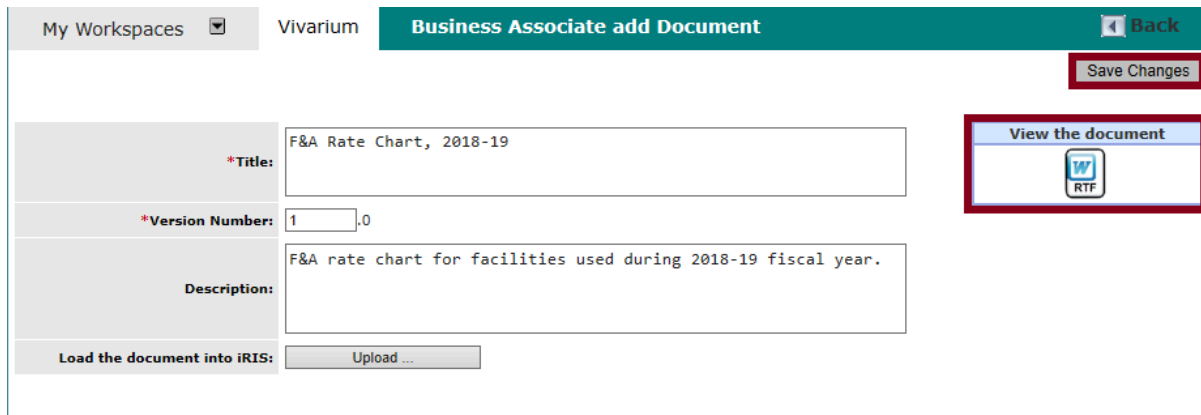 My Workspaces Vivarium Business Associate add Document Back
Save Changes
*Title: F&A Rate Chart, 2018-19
View the document
W
RTF
*Version Number: 1 .0
Description: F&A rate chart for facilities used during 2018-19 fiscal year.
Load the document into iRIS: Upload ...